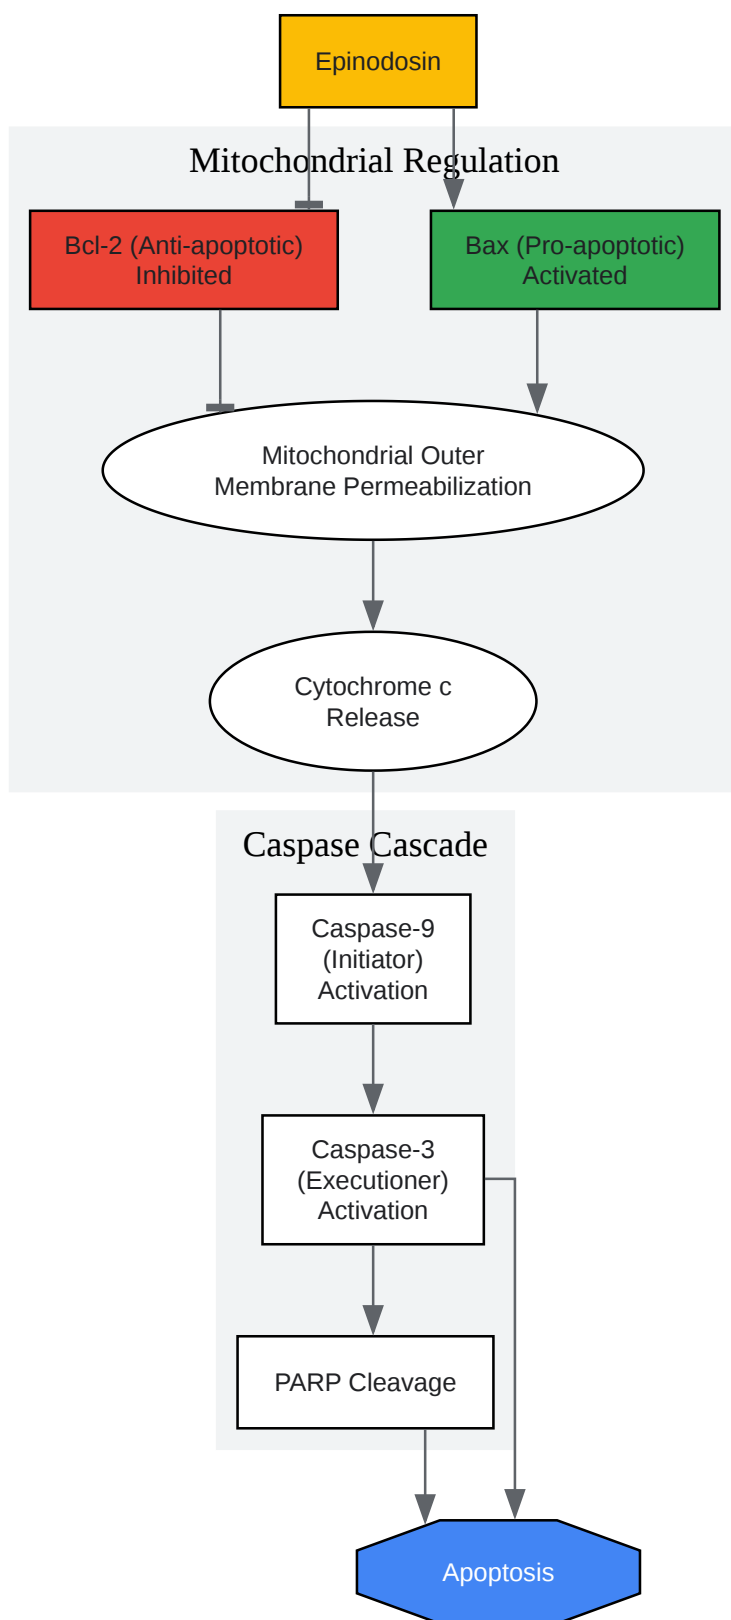 Epinodosin
Mitochondrial Regulation
Bcl-2 (Anti-apoptotic)
Inhibited
Bax (Pro-apoptotic)
Activated
Mitochondrial Outer
Membrane Permeabilization
Cytochrome c
Release
Caspase Cascade
Caspase-9
(Initiator)
Activation
Caspase-3
(Executioner)
Activation
PARP Cleavage
Apoptosis